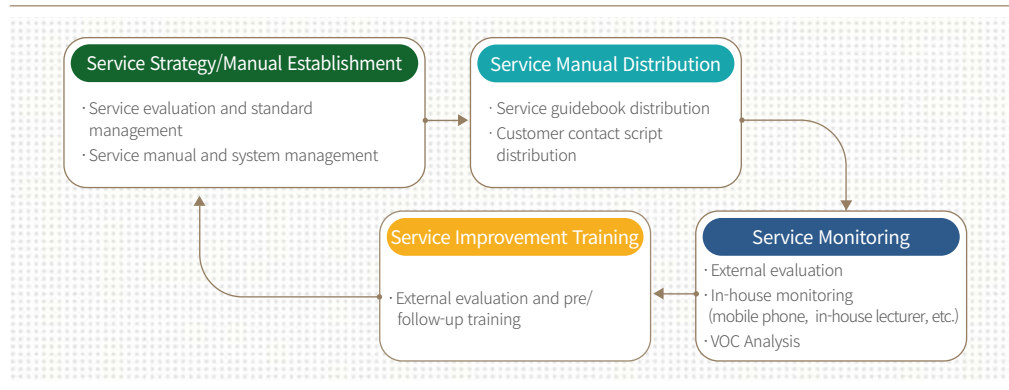 Service Strategy/Manual Establishment
· Service evaluation and standard
management
· Service manual and system management
Service Manual Distribution
· Service guidebook distribution
· Customer contact script
distribution
Service Monitoring
· External evaluation
· In-house monitoring
(mobile phone, in-house lecturer, etc.)
· VOC Analysis
Service Improvement Training
· External evaluation and pre/
follow-up training